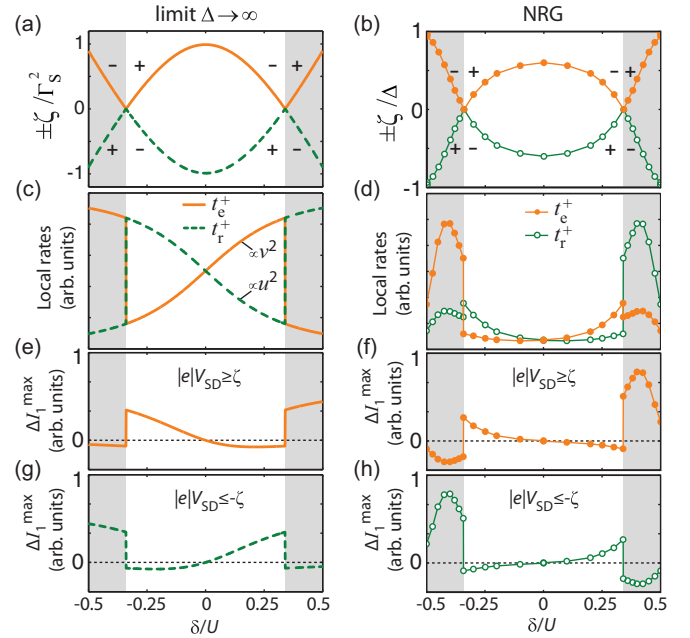 limit Δ→∞
NRG
(a)
(b)
±ζ /Γ_S^2
1
0
-1
- + - +
+ - + -
±ζ /Δ
1
0
-1
- + - +
+ - + -
(c)
(d)
Local rates
(arb. units)
t_e^+
t_r^+
∝v^2
∝u^2
t_e^+
t_r^+
(e)
(f)
ΔI_1^max
(arb. units)
1
0
|e|V_SD≥ζ
1
0
|e|V_SD≥ζ
(g)
(h)
ΔI_1^max
(arb. units)
1
0
|e|V_SD≤-ζ
ΔI_1^max
(arb. units)
1
0
|e|V_SD≤-ζ
-0.5 -0.25 0 0.25 0.5
δ/U
-0.5 -0.25 0 0.25 0.5
δ/U